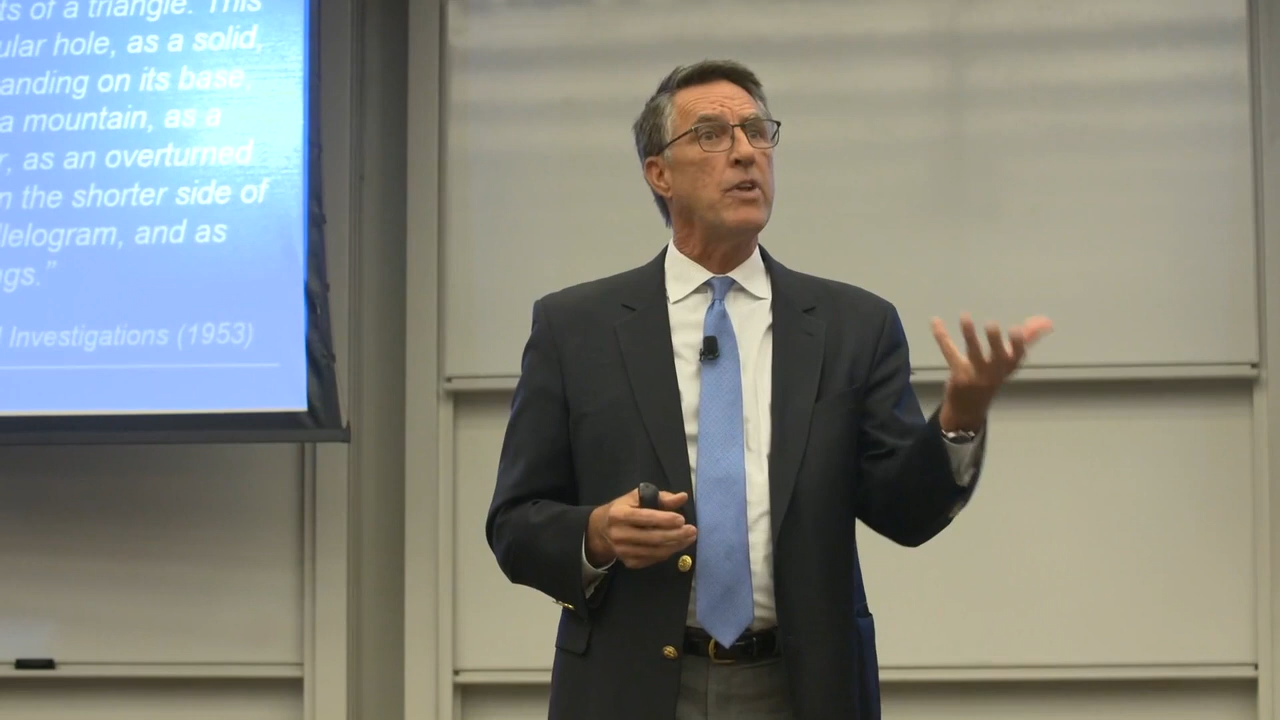 ts of a triangle. This
ular hole, as a solid,
anding on its base,
a mountain, as a
r, as an overturned
n the shorter side of
llelogram, and as
ngs.”
l Investigations (1953)